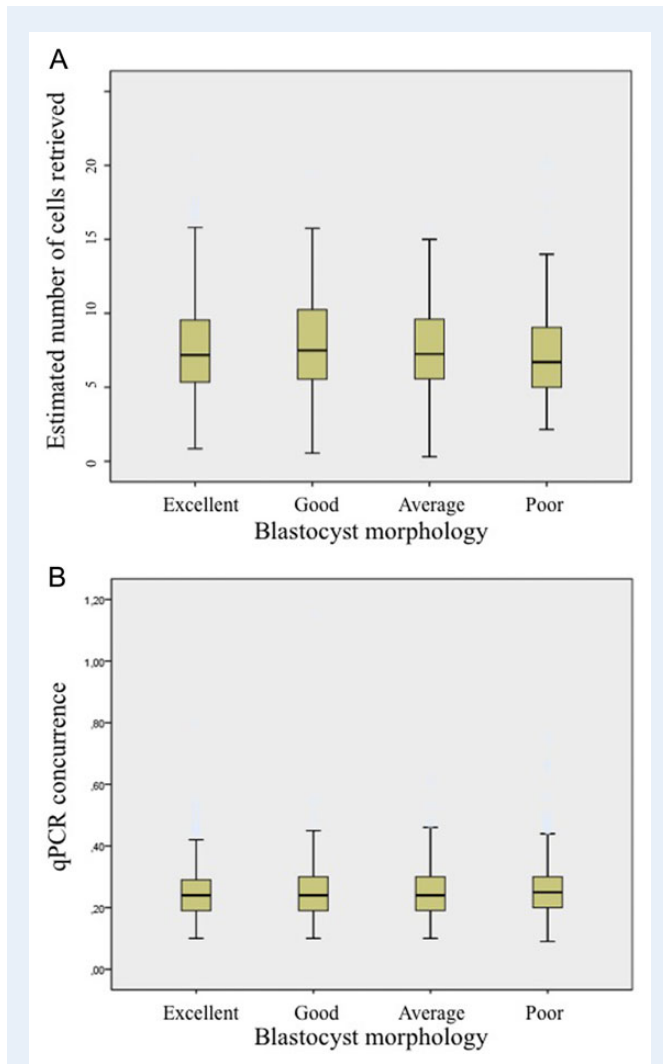 A
Estimated number of cells retrieved
20
15
10
5
0
Excellent Good Average Poor
Blastocyst morphology
B
qPCR concurrence
1,20
1,00
,80
,60
,40
,20
,00
Excellent Good Average Poor
Blastocyst morphology